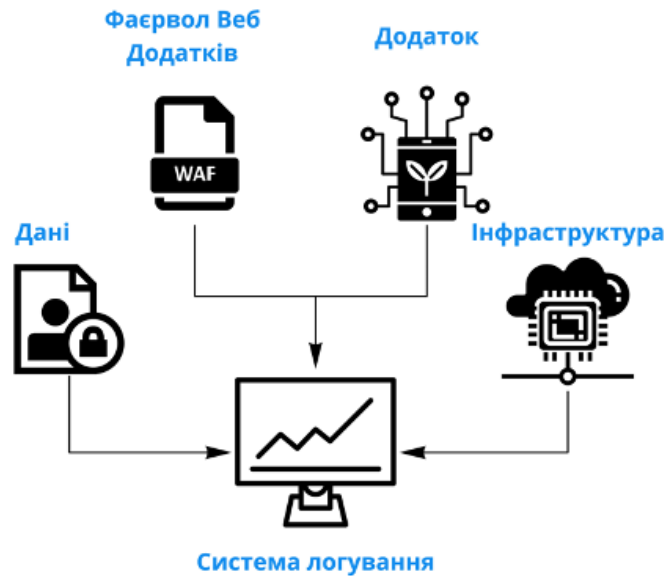 Фаєрвол Веб
Додатків
Додаток
WAF
Дані
Інфраструктура
Система логування